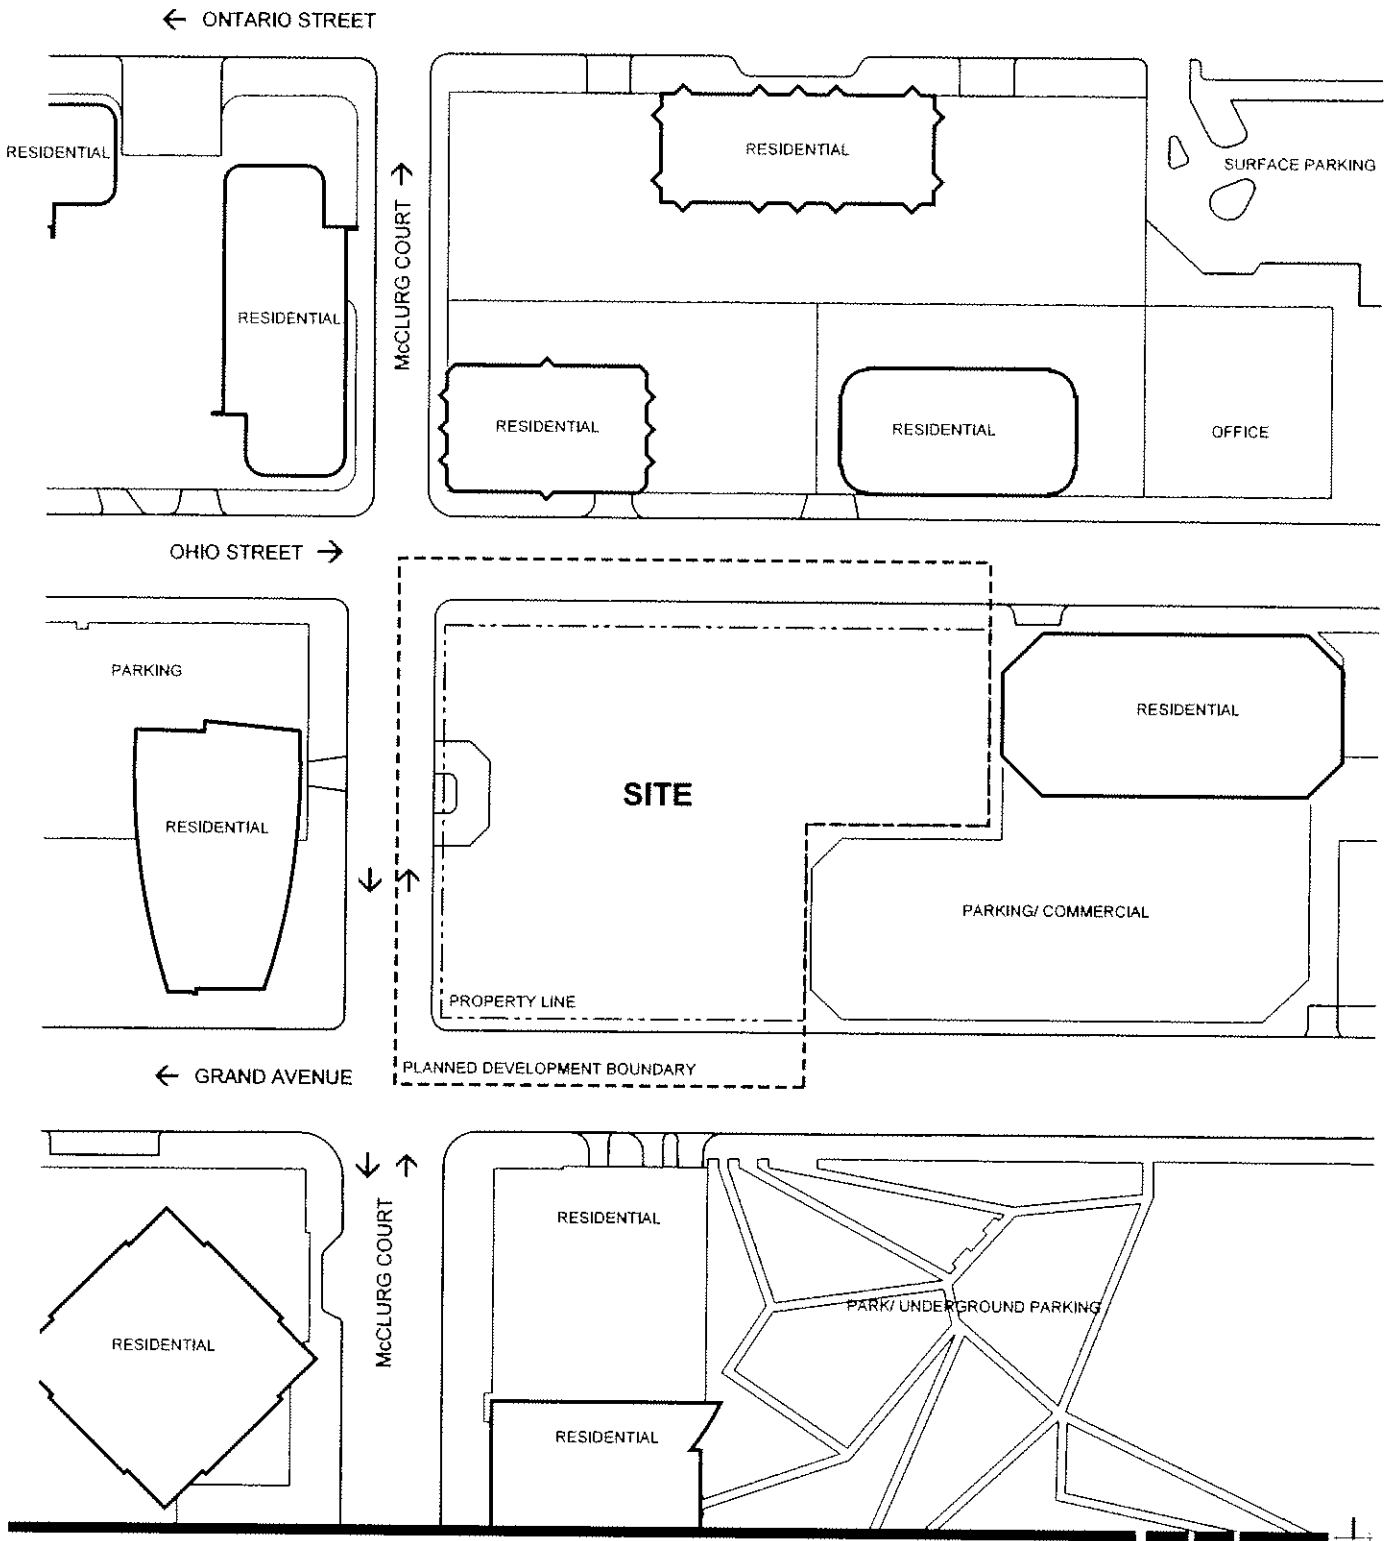 ← ONTARIO STREET
RESIDENTIAL
RESIDENTIAL
SURFACE PARKING
McCLURG COURT →
RESIDENTIAL
RESIDENTIAL
RESIDENTIAL
OFFICE
OHIO STREET →
PARKING
RESIDENTIAL
SITE
RESIDENTIAL
PARKING/ COMMERCIAL
PROPERTY LINE
PLANNED DEVELOPMENT BOUNDARY
← GRAND AVENUE
McCLURG COURT
RESIDENTIAL
PARK/ UNDERGROUND PARKING
RESIDENTIAL
RESIDENTIAL